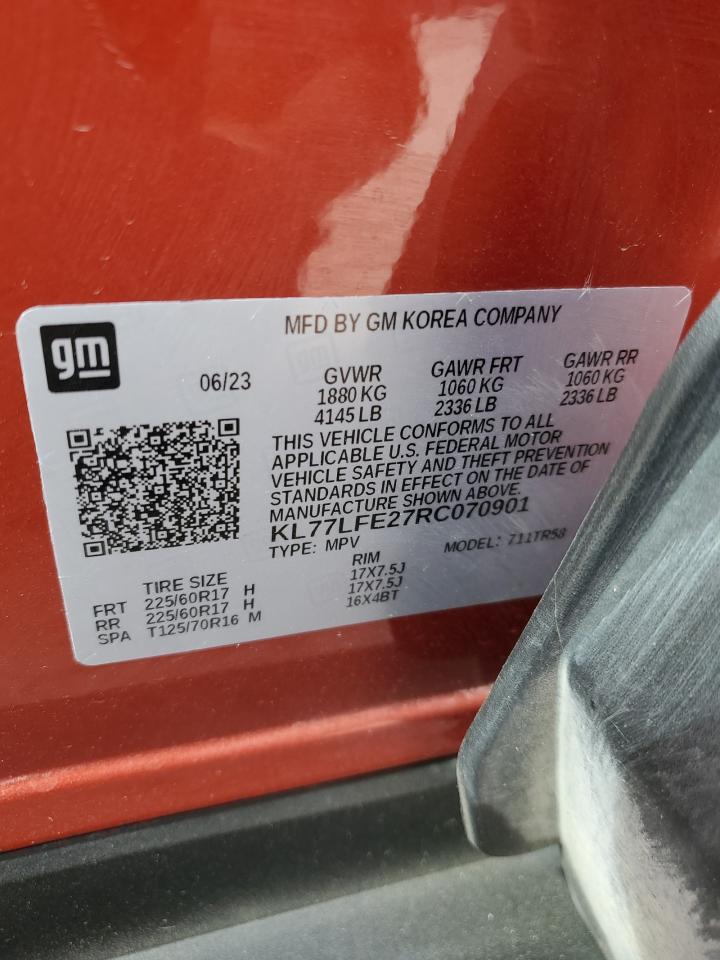 gm
MFD BY GM KOREA COMPANY
06/23
GVWR
1880 KG
4145 LB
GAWR FRT
1060 KG
2336 LB
GAWR RR
1060 KG
2336 LB
THIS VEHICLE CONFORMS TO ALL
APPLICABLE U.S. FEDERAL MOTOR
VEHICLE SAFETY AND THEFT PREVENTION
STANDARDS IN EFFECT ON THE DATE OF
MANUFACTURE SHOWN ABOVE.
KL77LFE27RC070901
TYPE: MPV MODEL: 711TR58
TIRE SIZE RIM
FRT 225/60R17 H 17X7.5J
RR 225/60R17 H 17X7.5J
SPA T125/70R16 M 16X4BT